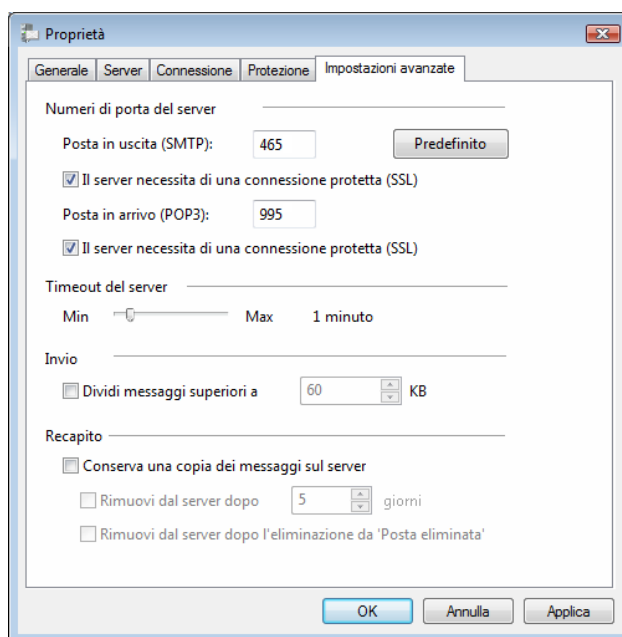 Proprietà
Generale Server Connessione Protezione Impostazioni avanzate
Numeri di porta del server
Posta in uscita (SMTP): 465 Predefinito
Il server necessita di una connessione protetta (SSL)
Posta in arrivo (POP3): 995
Il server necessita di una connessione protetta (SSL)
Timeout del server
Min Max 1 minuto
Invio
Dividi messaggi superiori a 60 KB
Recapito
Conserva una copia dei messaggi sul server
Rimuovi dal server dopo 5 giorni
Rimuovi dal server dopo l'eliminazione da 'Posta eliminata'
OK Annulla Applica